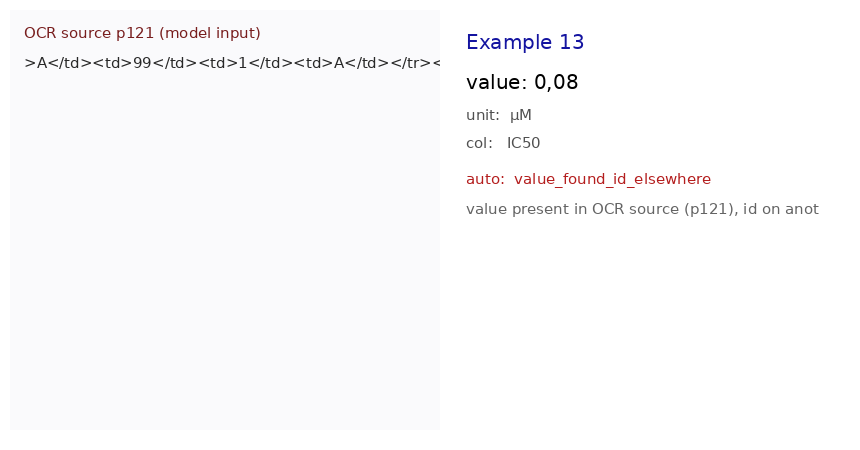 OCR source p121 (model input)
>A</td><td>99</td><td>1</td><td>A</td></tr><
Example 13
value: 0,08
unit: µM
col: IC50
auto: value_found_id_elsewhere
value present in OCR source (p121), id on anot